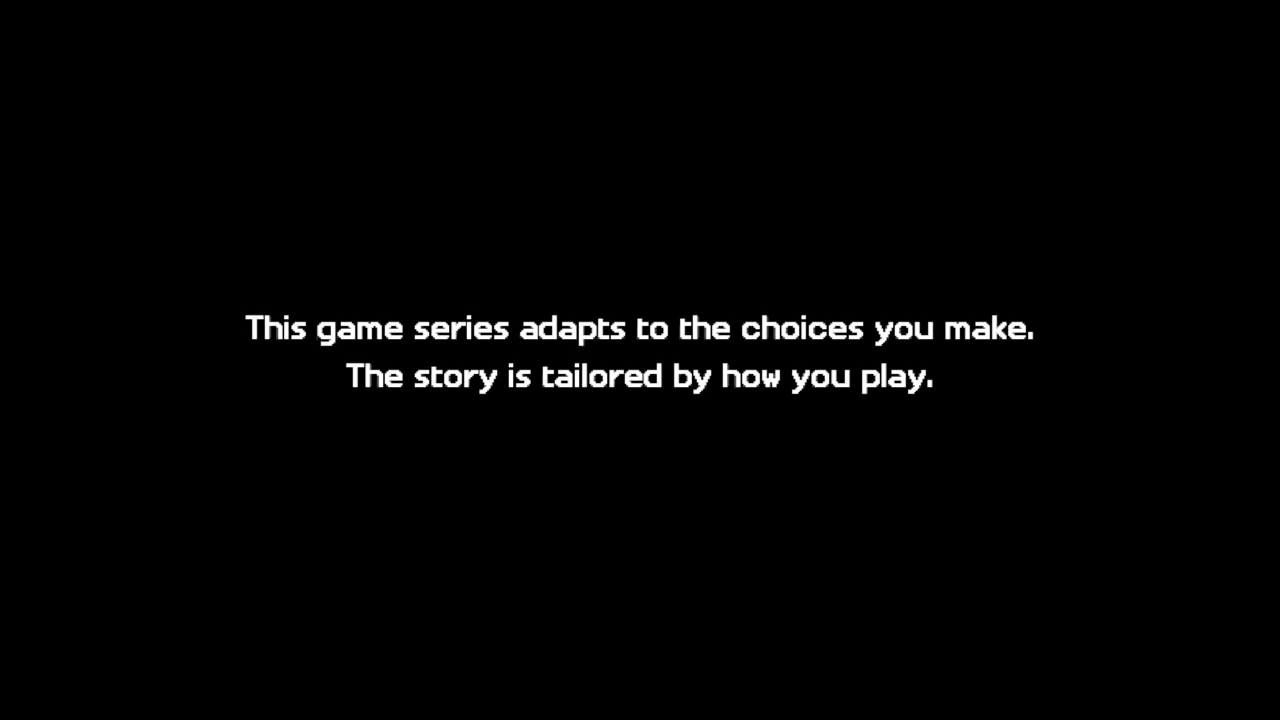 This game series adapts to the choices you make.
The story is tailored by how you play.